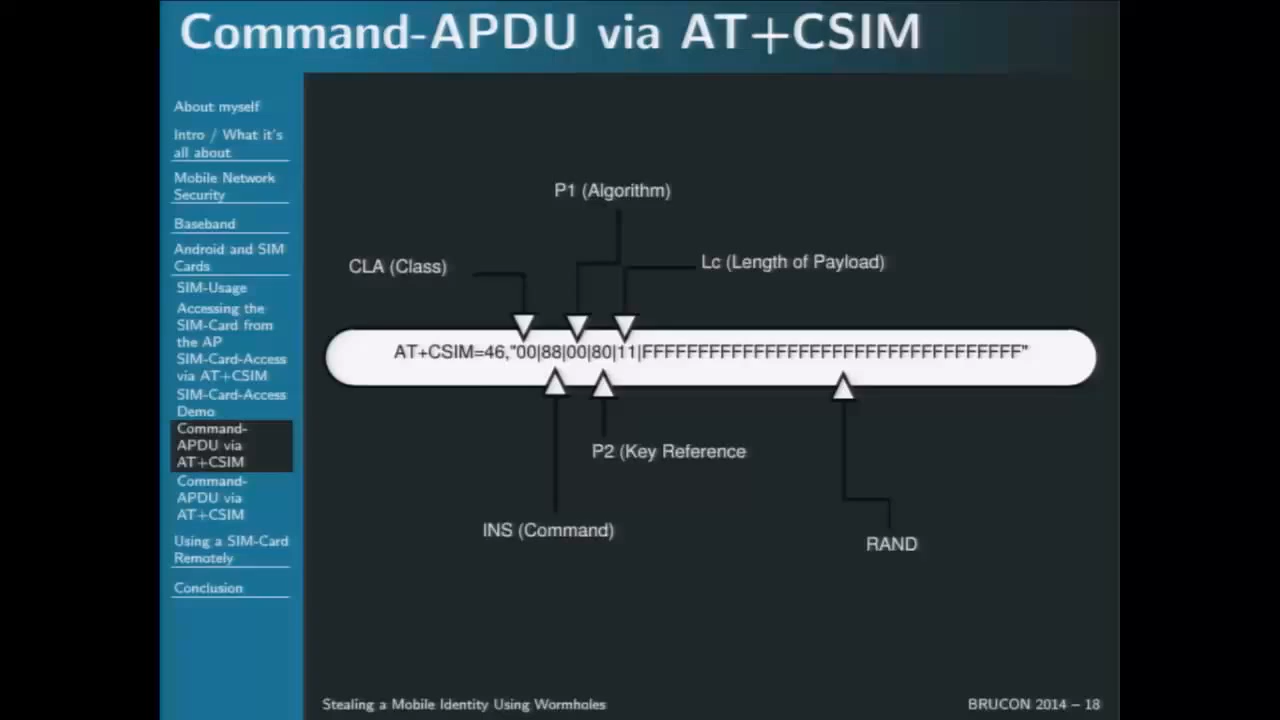 Command-APDU via AT+CSIM
About myself
Intro / What it's
all about
Mobile Network
Security
Baseband
Android and SIM
Cards
SIM-Usage
Accessing the
SIM-Card from
the AP
SIM-Card-Access
via AT+CSIM
SIM-Card-Access
Demo
Command-
APDU via
AT+CSIM
Command-
APDU via
AT+CSIM
Using a SIM-Card
Remotely
Conclusion
P1 (Algorithm)
CLA (Class)
Lc (Length of Payload)
AT+CSIM=46,"00|88|00|80|11|FFFFFFFFFFFFFFFFFFFFFFFFFFFFFFFFFF"
P2 (Key Reference
INS (Command)
RAND
Stealing a Mobile Identity Using Wormholes
BRUCON 2014 – 18